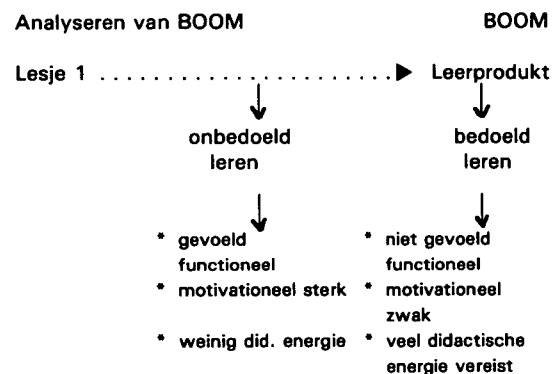 Analyseren van BOOM BOOM
Lesje 1 ................................ Leerprodukt
onbedoeld bedoeld
leren leren
* gevoeld * niet gevoeld
functioneel functioneel
* motivationeel sterk * motivationeel
zwak
* weinig did. energie * veel didactische
energie vereist